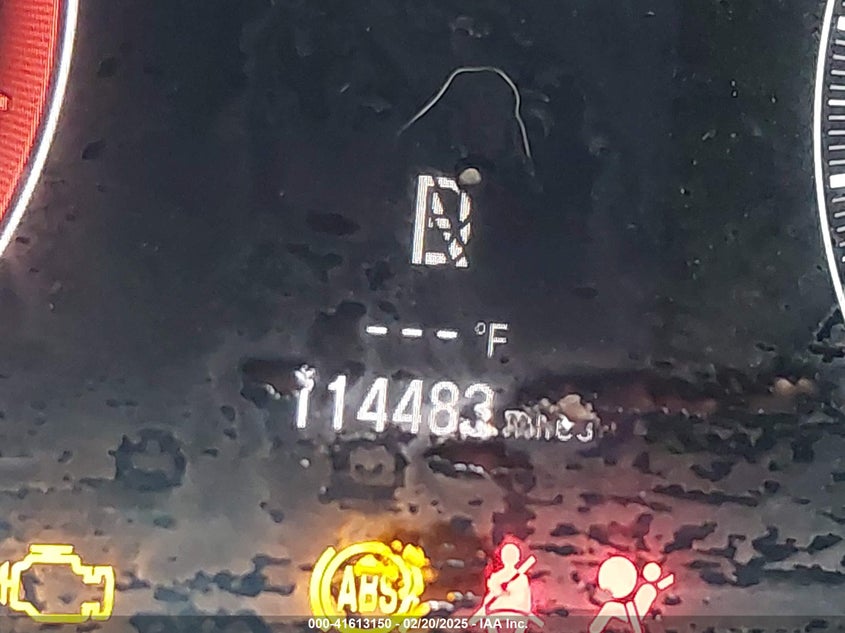 °F
114483 miles
ABS
000-41613150 - 02/20/2025 - IAA Inc.